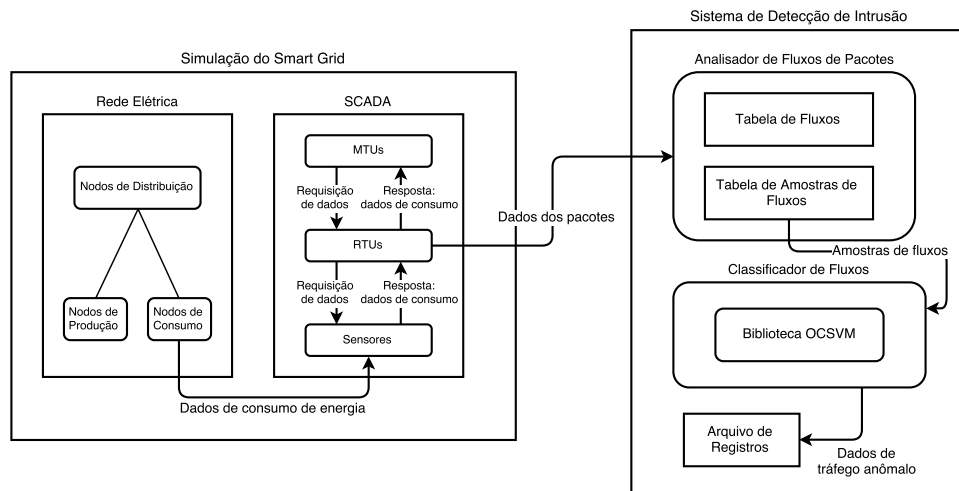 Sistema de Detecção de Intrusão
Simulação do Smart Grid
Analisador de Fluxos de Pacotes
Rede Elétrica
SCADA
Tabela de Fluxos
MTUs
Nodos de Distribuição
Requisição
de dados
Resposta:
dados de consumo
Tabela de Amostras de
Fluxos
Dados dos pacotes
RTUs
Amostras de fluxos
Classificador de Fluxos
Requisição
de dados
Resposta:
dados de consumo
Nodos de
Produção
Nodos de
Consumo
Sensores
Biblioteca OCSVM
Dados de consumo de energia
Arquivo de
Registros
Dados de
tráfego anômalo